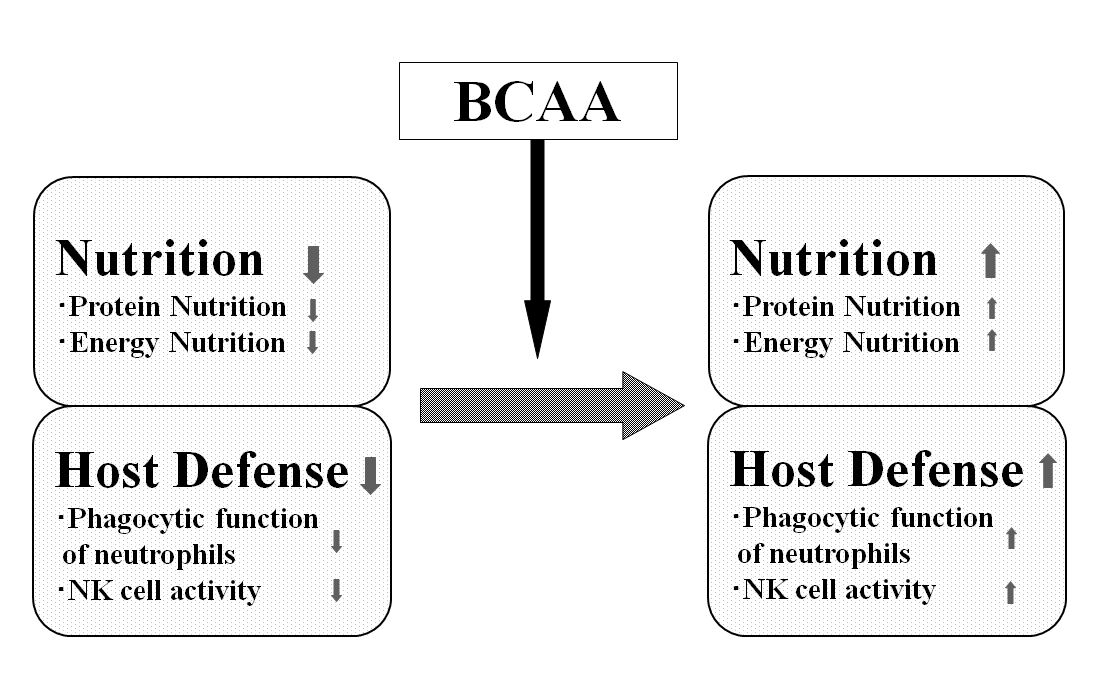 BCAA
Nutrition
·Protein Nutrition
·Energy Nutrition
Host Defense
·Phagocytic function
of neutrophils
·NK cell activity
Nutrition
·Protein Nutrition
·Energy Nutrition
Host Defense
·Phagocytic function
of neutrophils
·NK cell activity